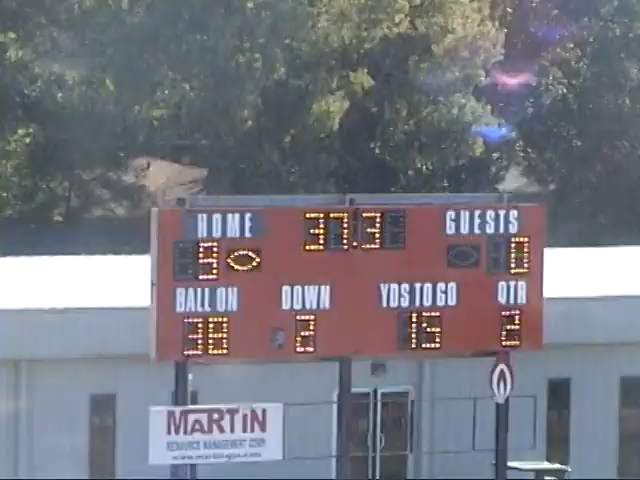 HOME 37.3 GUESTS
9 0
BALL ON DOWN YDS TO GO QTR
38 2 15 2
MARTIN
RESOURCE MANAGEMENT CORP.